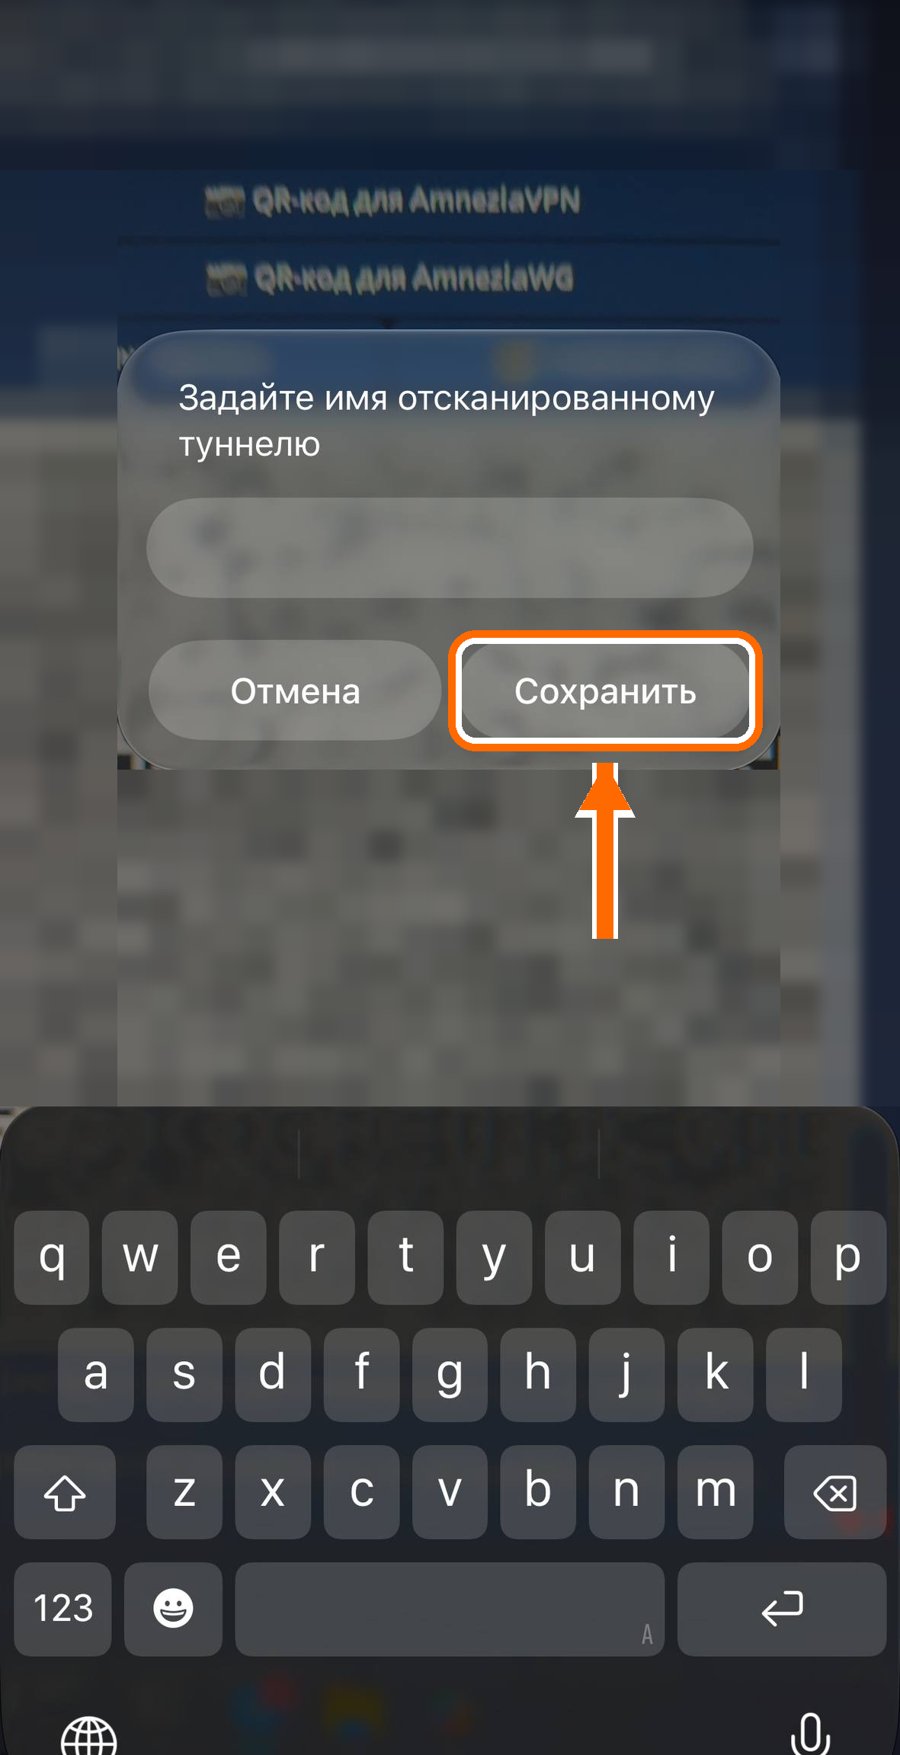 QR-код для AmneziaVPN
QR-код для AmneziaWG
Задайте имя отсканированному
туннелю
Отмена
Сохранить
q w e r t y u i o p
a s d f g h j k l
z x c v b n m
123
A